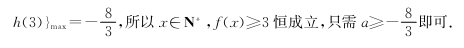 h(3)}max=-8/3,所以 x∈N+,f(x)≥3 恒成立,只需 a≥-8/3即可.